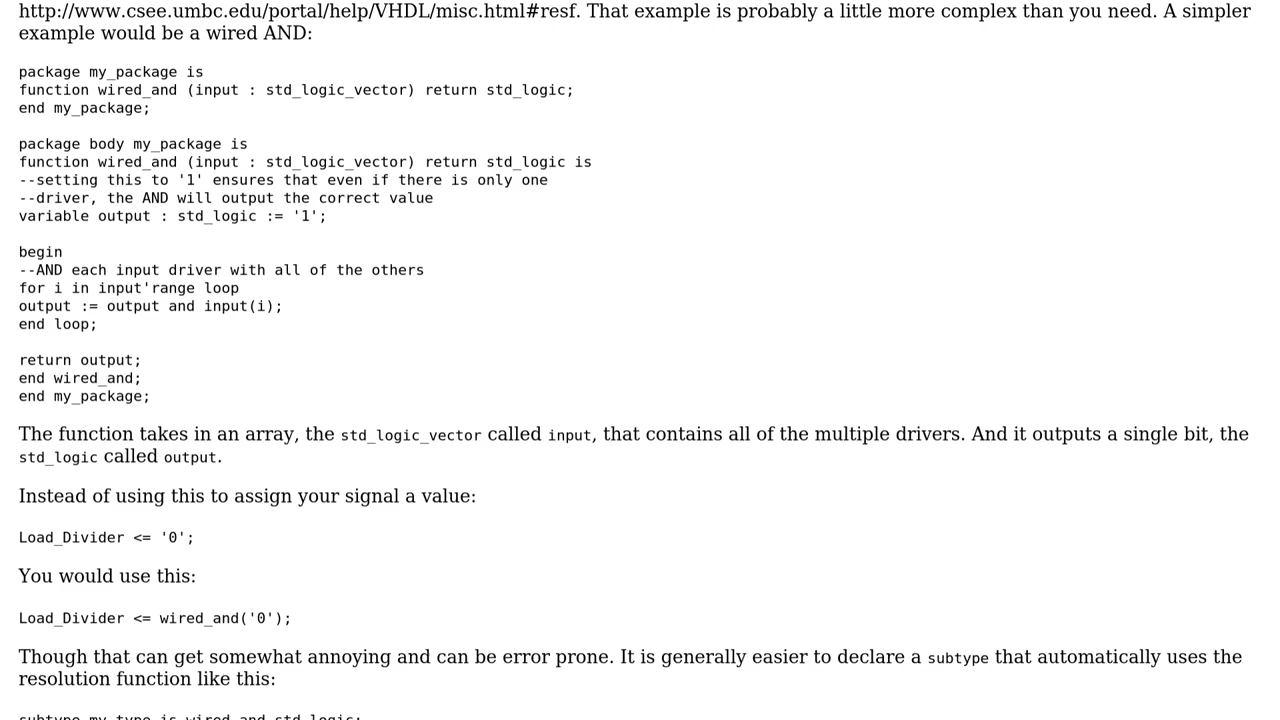 http://www.csee.umbc.edu/portal/help/VHDL/misc.html#resf. That example is probably a little more complex than you need. A simpler
example would be a wired AND:
package my_package is
function wired_and (input : std_logic_vector) return std_logic;
end my_package;
package body my_package is
function wired_and (input : std_logic_vector) return std_logic is
--setting this to '1' ensures that even if there is only one
--driver, the AND will output the correct value
variable output : std_logic := '1';
begin
--AND each input driver with all of the others
for i in input'range loop
output := output and input(i);
end loop;
return output;
end wired_and;
end my_package;
The function takes in an array, the std_logic_vector called input, that contains all of the multiple drivers. And it outputs a single bit, the
std_logic called output.
Instead of using this to assign your signal a value:
Load_Divider <= '0';
You would use this:
Load_Divider <= wired_and('0');
Though that can get somewhat annoying and can be error prone. It is generally easier to declare a subtype that automatically uses the
resolution function like this:
subtype my_type is wired_and std_logic;